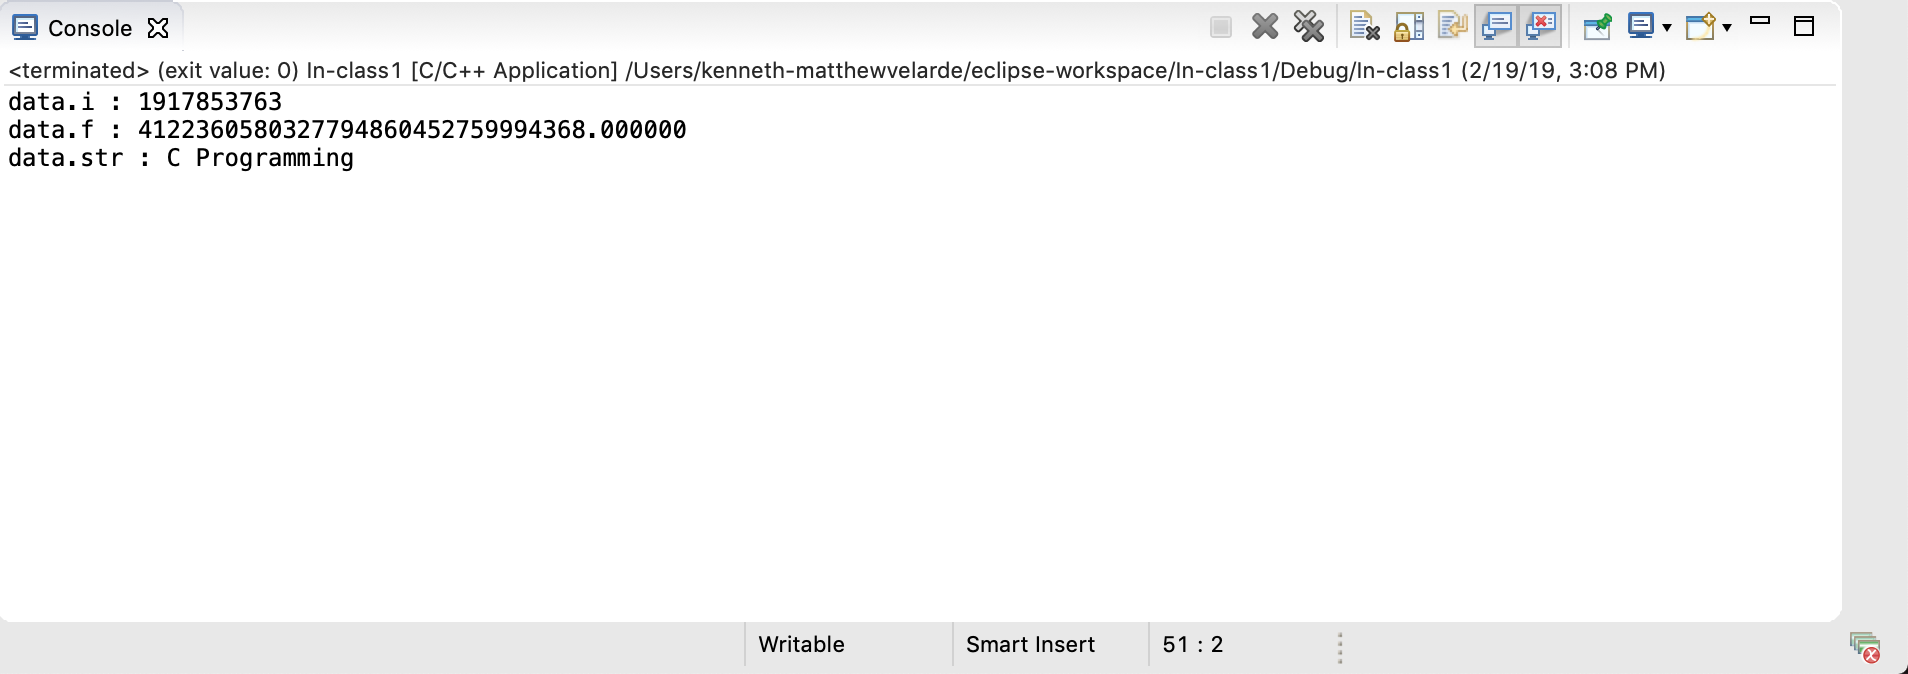 Console
<terminated> (exit value: 0) In-class1 [C/C++ Application] /Users/kenneth-matthewvelarde/eclipse-workspace/In-class1/Debug/In-class1 (2/19/19, 3:08 PM)
data.i : 1917853763
data.f : 4122360580327794860452759994368.000000
data.str : C Programming
Writable
Smart Insert
51 : 2